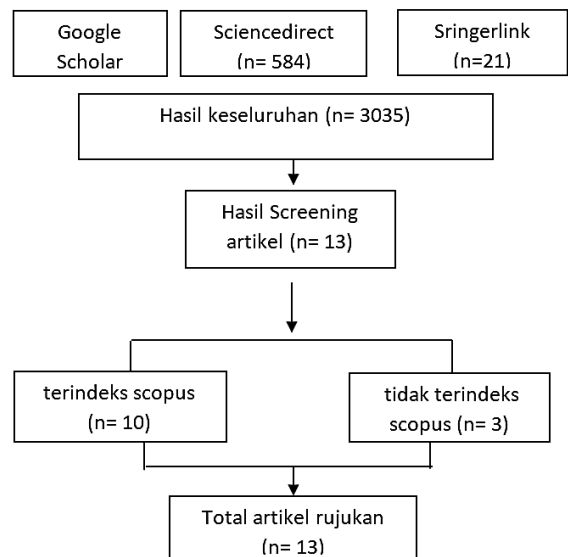 Google
Scholar
Sciencedirect
(n= 584)
Sringerlink
(n=21)
Hasil keseluruhan (n= 3035)
Hasil Screening
artikel (n= 13)
terindeks scopus
(n= 10)
tidak terindeks
scopus (n= 3)
Total artikel rujukan
(n= 13)